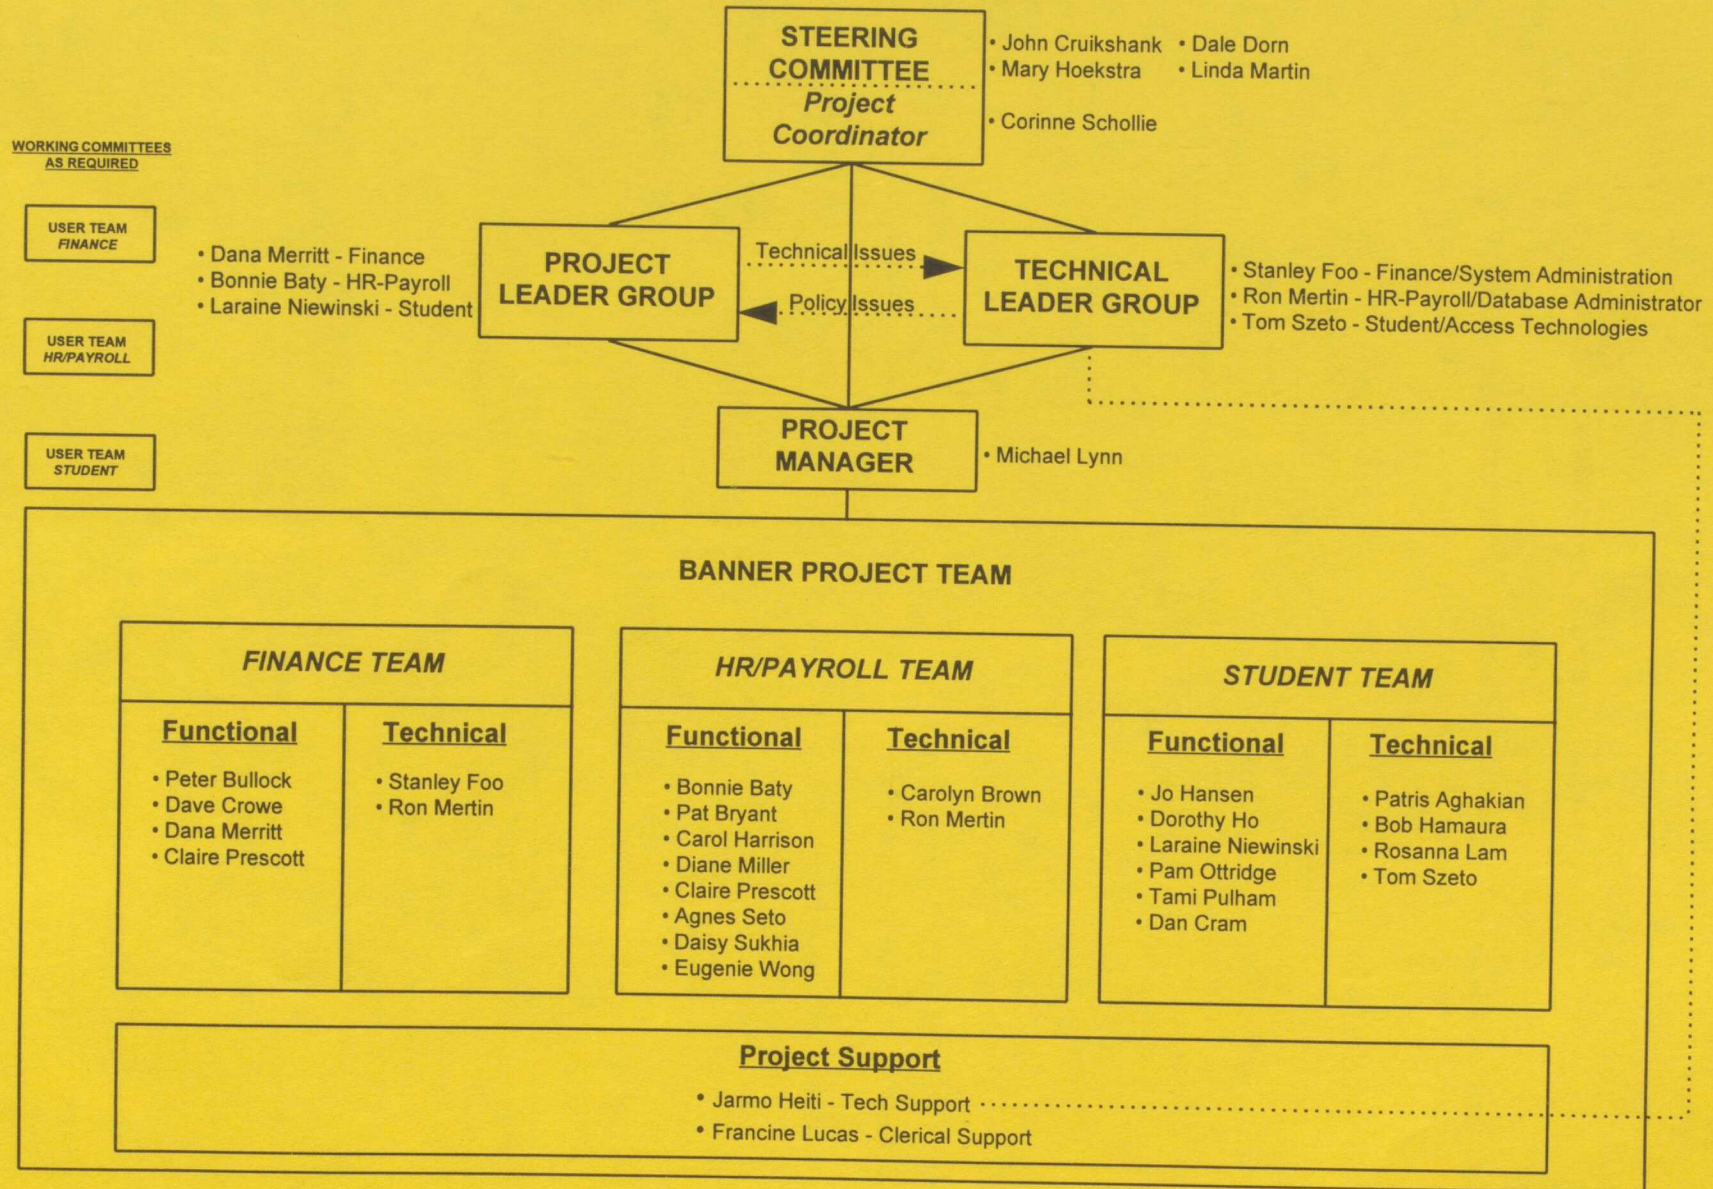 STEERING
COMMITTEE
Project
Coordinator
• John Cruikshank • Dale Dorn
• Mary Hoekstra • Linda Martin
• Corinne Schollie
WORKING COMMITTEES
AS REQUIRED
USER TEAM
FINANCE
USER TEAM
HR/PAYROLL
USER TEAM
STUDENT
• Dana Merritt - Finance
• Bonnie Baty - HR-Payroll
• Laraine Niewinski - Student
PROJECT
LEADER GROUP
Technical Issues
Policy Issues
TECHNICAL
LEADER GROUP
• Stanley Foo - Finance/System Administration
• Ron Mertin - HR-Payroll/Database Administrator
• Tom Szeto - Student/Access Technologies
PROJECT
MANAGER
• Michael Lynn
BANNER PROJECT TEAM
FINANCE TEAM
Functional
• Peter Bullock
• Dave Crowe
• Dana Merritt
• Claire Prescott
Technical
• Stanley Foo
• Ron Mertin
HR/PAYROLL TEAM
Functional
• Bonnie Baty
• Pat Bryant
• Carol Harrison
• Diane Miller
• Claire Prescott
• Agnes Seto
• Daisy Sukhia
• Eugenie Wong
Technical
• Carolyn Brown
• Ron Mertin
STUDENT TEAM
Functional
• Jo Hansen
• Dorothy Ho
• Laraine Niewinski
• Pam Ottridge
• Tami Pulham
• Dan Cram
Technical
• Patris Aghakian
• Bob Hamaura
• Rosanna Lam
• Tom Szeto
Project Support
• Jarmo Heiti - Tech Support
• Francine Lucas - Clerical Support